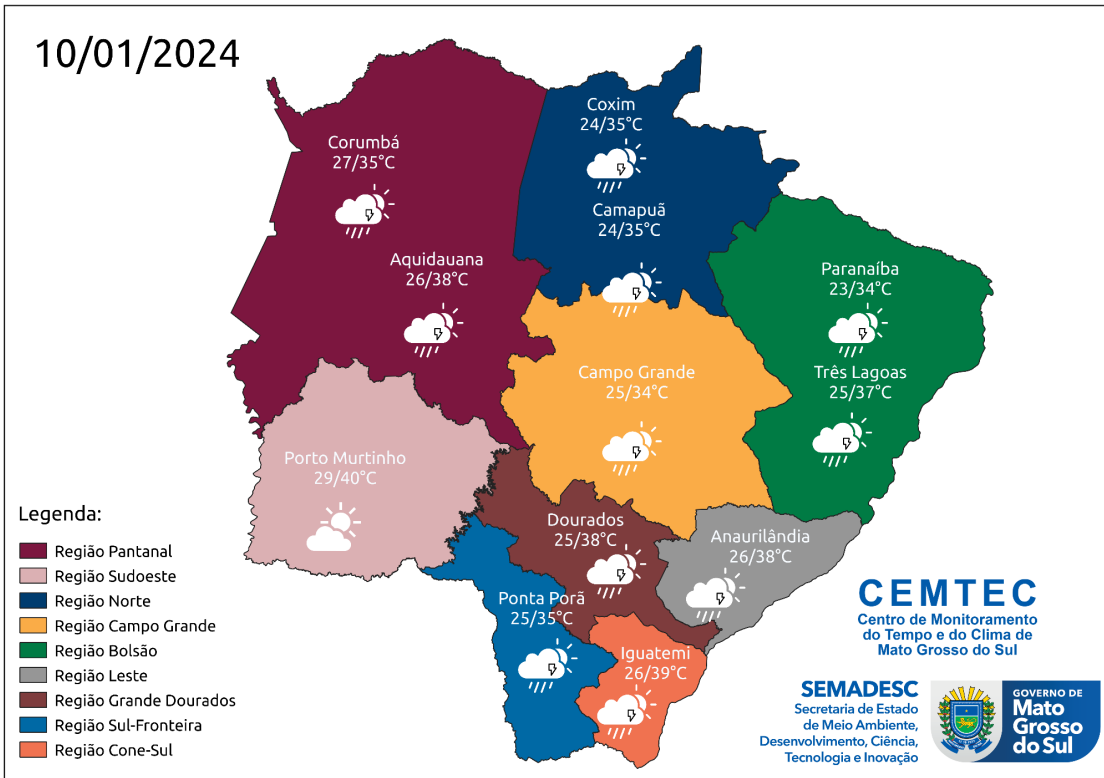 10/01/2024
Coxim
24/35°C
Corumbá
27/35°C
Camapuã
24/35°C
Aquidauana
26/38°C
Paranaíba
23/34°C
Campo Grande
25/34°C
Três Lagoas
25/37°C
Porto Murtinho
29/40°C
Dourados
25/38°C
Anaurilândia
26/38°C
Ponta Porã
25/35°C
Iguatemi
26/39°C
Legenda:
Região Pantanal
Região Sudoeste
Região Norte
Região Campo Grande
Região Bolsão
Região Leste
Região Grande Dourados
Região Sul-Fronteira
Região Cone-Sul
CEMTEC
Centro de Monitoramento
do Tempo e do Clima de
Mato Grosso do Sul
SEMADESC
Secretaria de Estado
de Meio Ambiente,
Desenvolvimento, Ciência,
Tecnologia e Inovação
GOVERNO DE
Mato
Grosso
do Sul